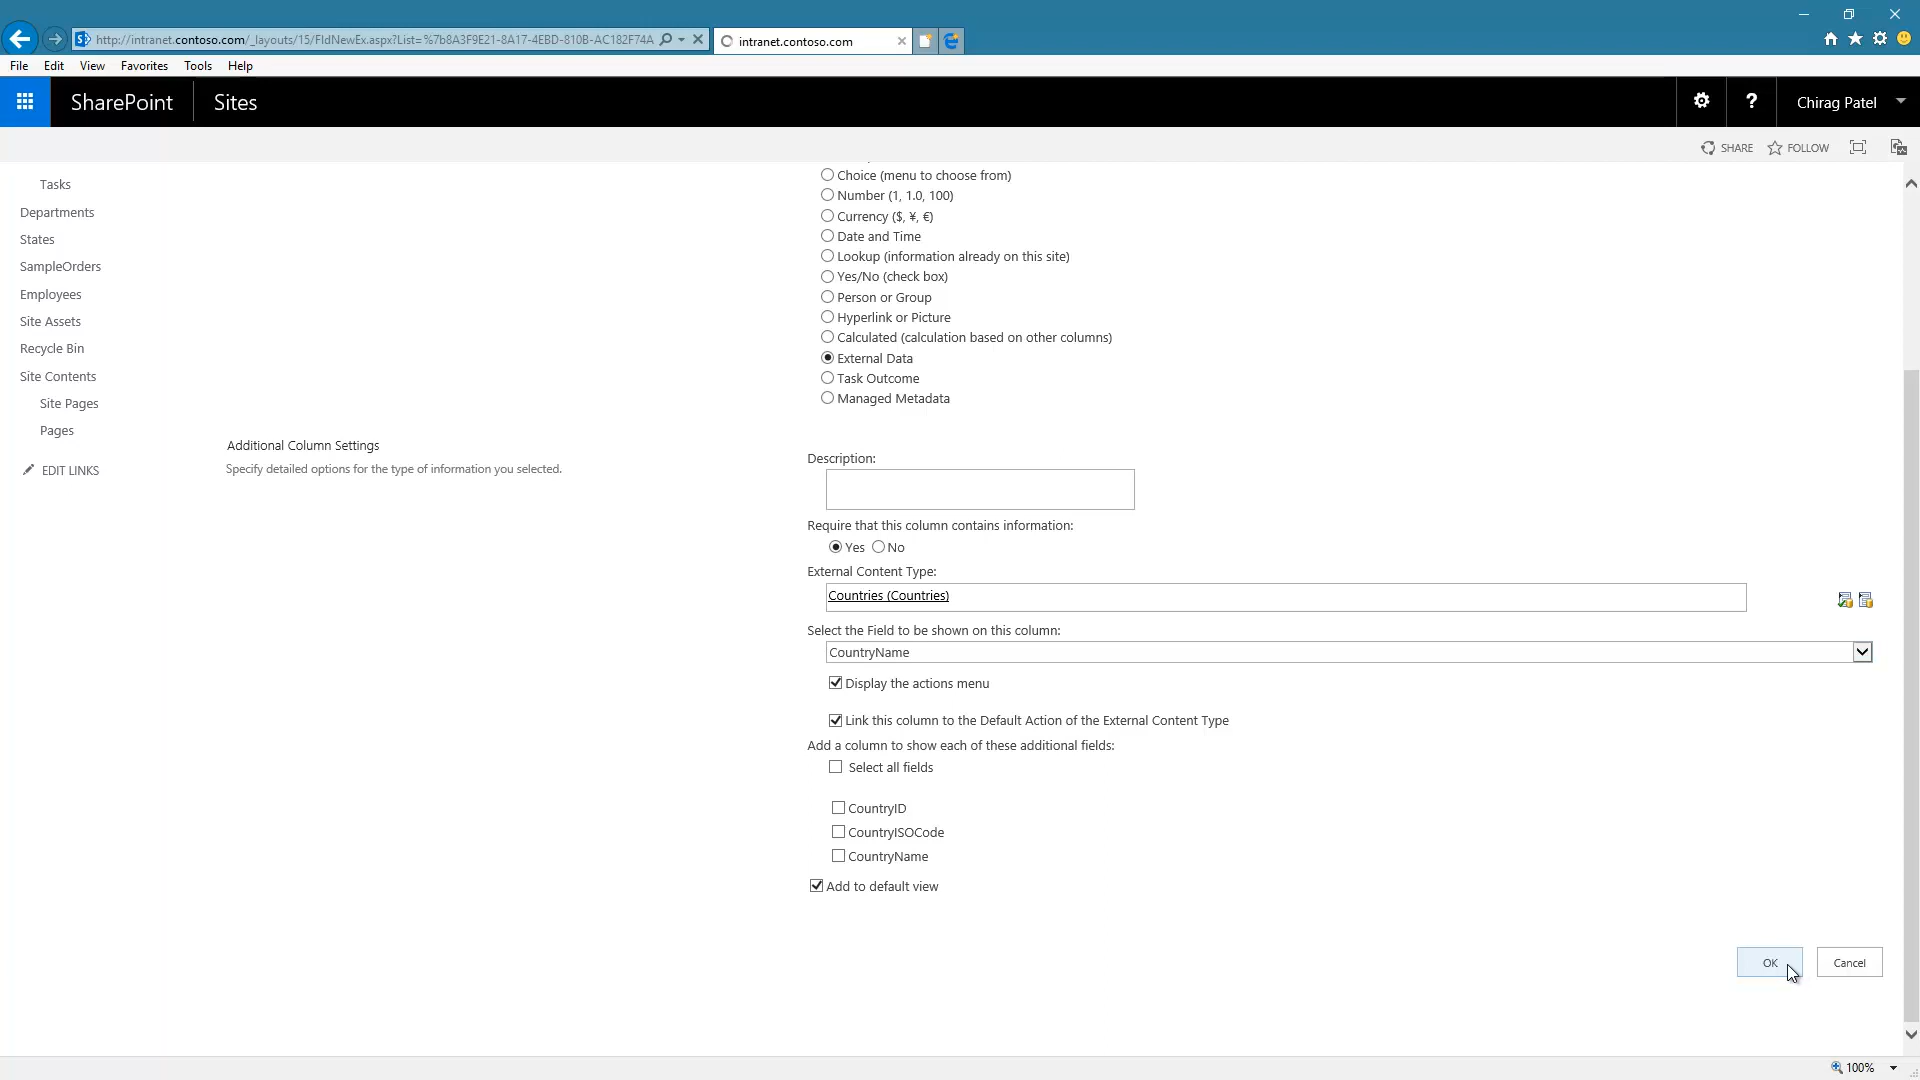 http://intranet.contoso.com/_layouts/15/FldNewEx.aspx?List=%7b8A3F9E21-8A17-4EBD-810B-AC182F74A
intranet.contoso.com
File Edit View Favorites Tools Help
SharePoint Sites
? Chirag Patel
SHARE FOLLOW
Tasks
Departments
States
SampleOrders
Employees
Site Assets
Recycle Bin
Site Contents
Site Pages
Pages
EDIT LINKS
Choice (menu to choose from)
Number (1, 1.0, 100)
Currency ($, ¥, €)
Date and Time
Lookup (information already on this site)
Yes/No (check box)
Person or Group
Hyperlink or Picture
Calculated (calculation based on other columns)
External Data
Task Outcome
Managed Metadata
Additional Column Settings
Specify detailed options for the type of information you selected.
Description:
Require that this column contains information:
Yes No
External Content Type:
Countries (Countries)
Select the Field to be shown on this column:
CountryName
Display the actions menu
Link this column to the Default Action of the External Content Type
Add a column to show each of these additional fields:
Select all fields
CountryID
CountryISOCode
CountryName
Add to default view
OK Cancel
100%